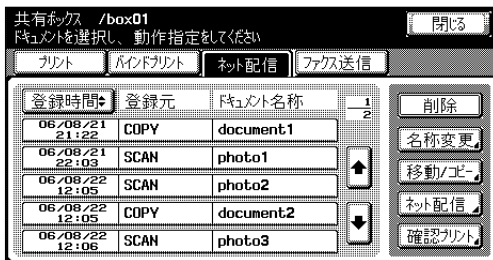 共有ボックス /box01
ドキュメントを選択し、動作指定をしてください
閉じる
プリント バインドプリント ネット配信 ファクス送信
登録時間 登録元 ドキュメント名称 1/2
06/08/21 21:22 COPY document1
06/08/21 22:03 SCAN photo1
06/08/22 12:05 SCAN photo2
06/08/22 12:05 COPY document2
06/08/22 12:06 SCAN photo3
削除
名称変更
移動/コピー
ネット配信
確認プリント